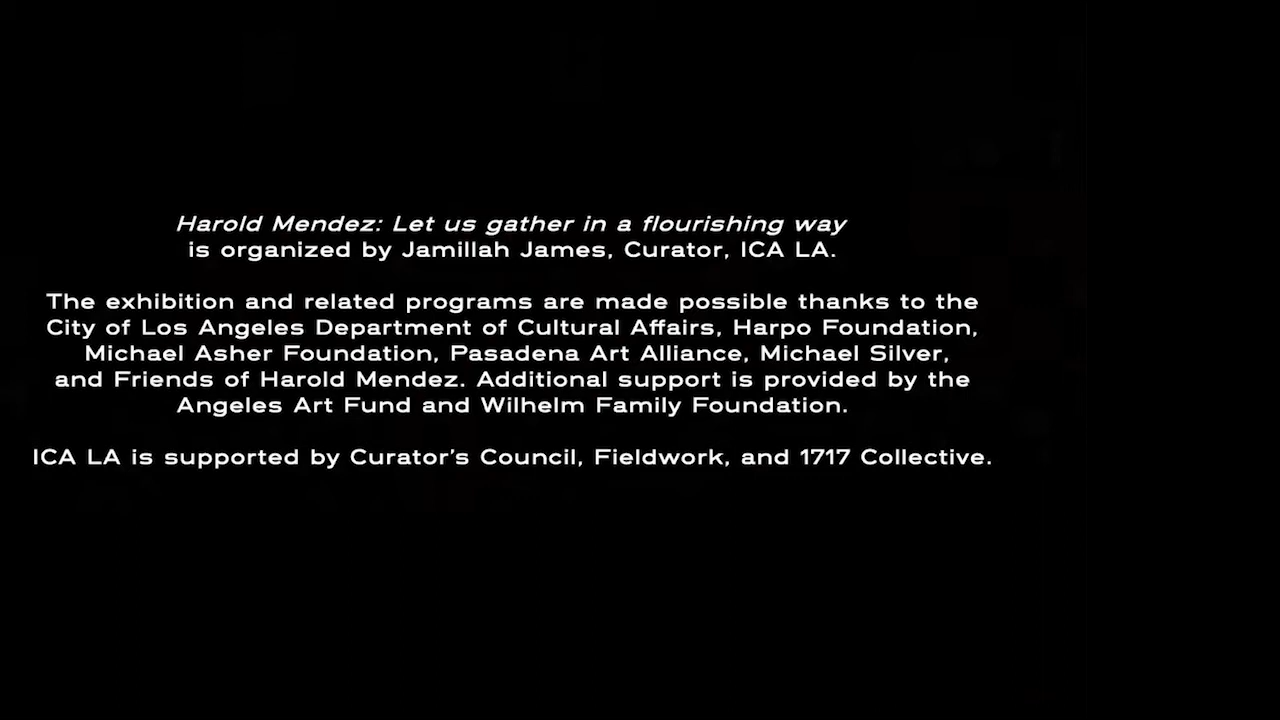 Harold Mendez: Let us gather in a flourishing way
is organized by Jamillah James, Curator, ICA LA.
The exhibition and related programs are made possible thanks to the
City of Los Angeles Department of Cultural Affairs, Harpo Foundation,
Michael Asher Foundation, Pasadena Art Alliance, Michael Silver,
and Friends of Harold Mendez. Additional support is provided by the
Angeles Art Fund and Wilhelm Family Foundation.
ICA LA is supported by Curator’s Council, Fieldwork, and 1717 Collective.